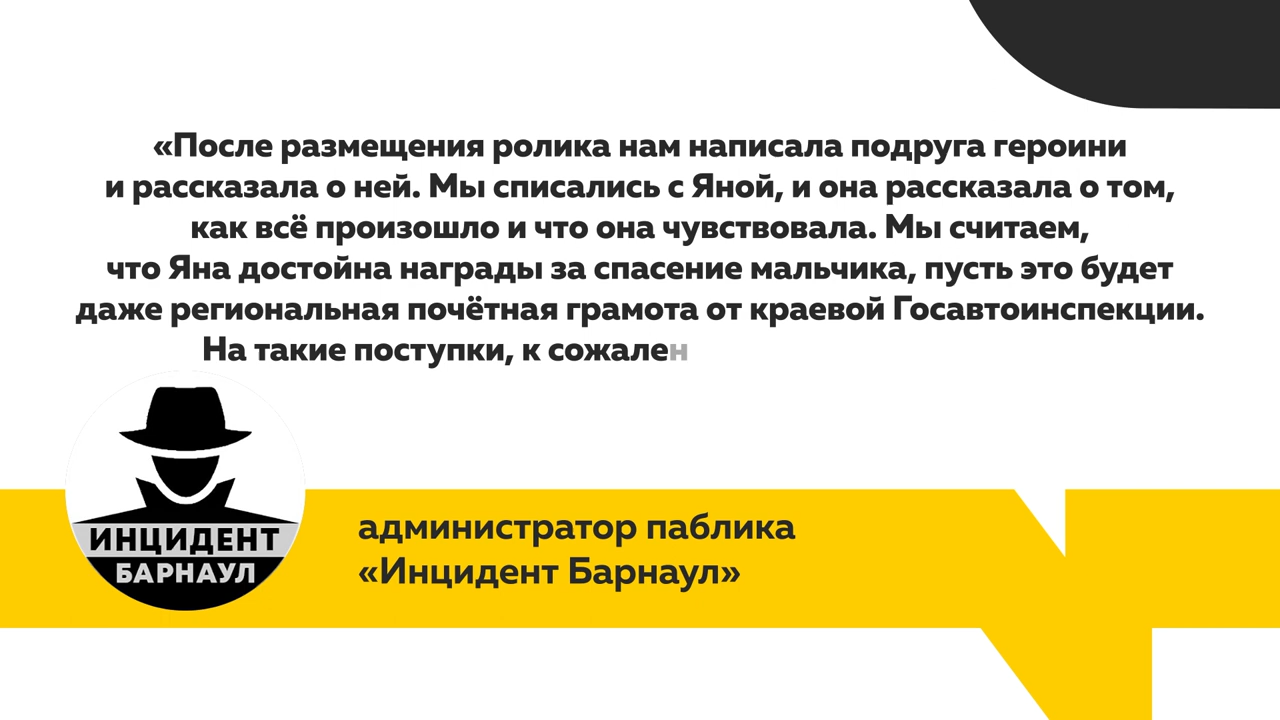 «После размещения ролика нам написала подруга героини
и рассказала о ней. Мы списались с Яной, и она рассказала о том,
как всё произошло и что она чувствовала. Мы считаем,
что Яна достойна награды за спасение мальчика, пусть это будет
даже региональная почётная грамота от краевой Госавтоинспекции.
На такие поступки, к сожален
ИНЦИДЕНТ
БАРНАУЛ
администратор паблика
«Инцидент Барнаул»